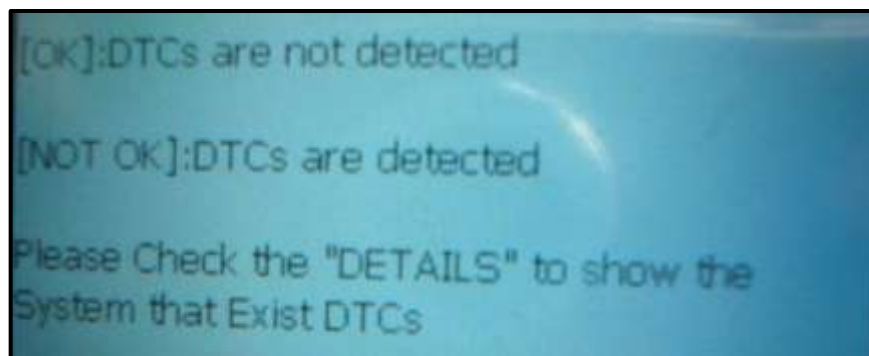 [OK]:DTCs are not detected
[NOT OK]:DTCs are detected
Please Check the "DETAILS" to show the
System that Exist DTCs